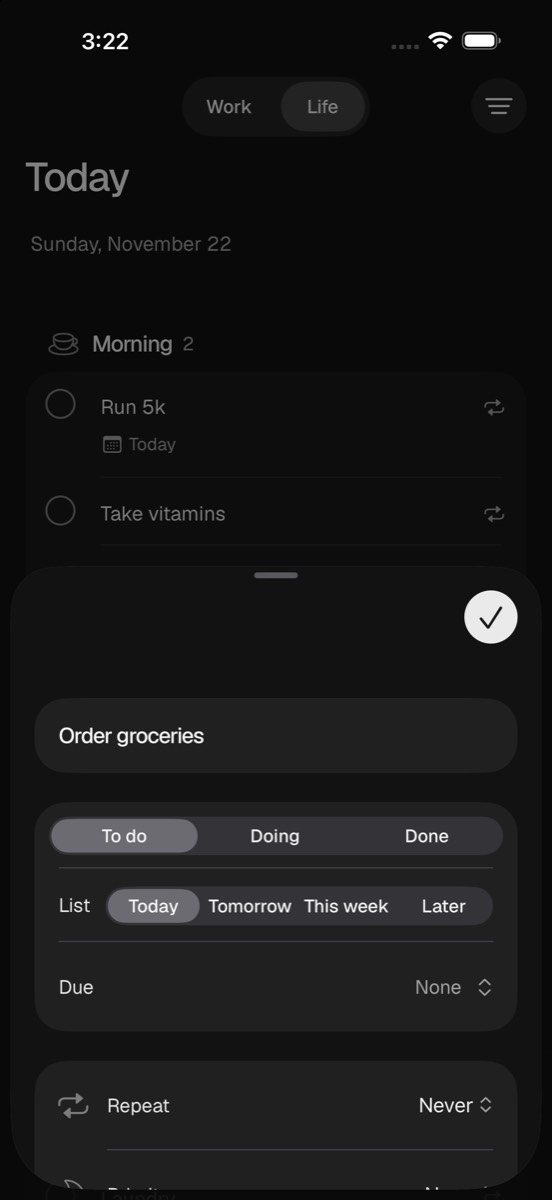 3:22
Work Life
Today
Sunday, November 22
Morning 2
Run 5k
Today
Take vitamins
Order groceries
To do Doing Done
List Today Tomorrow This week Later
Due None
Repeat Never